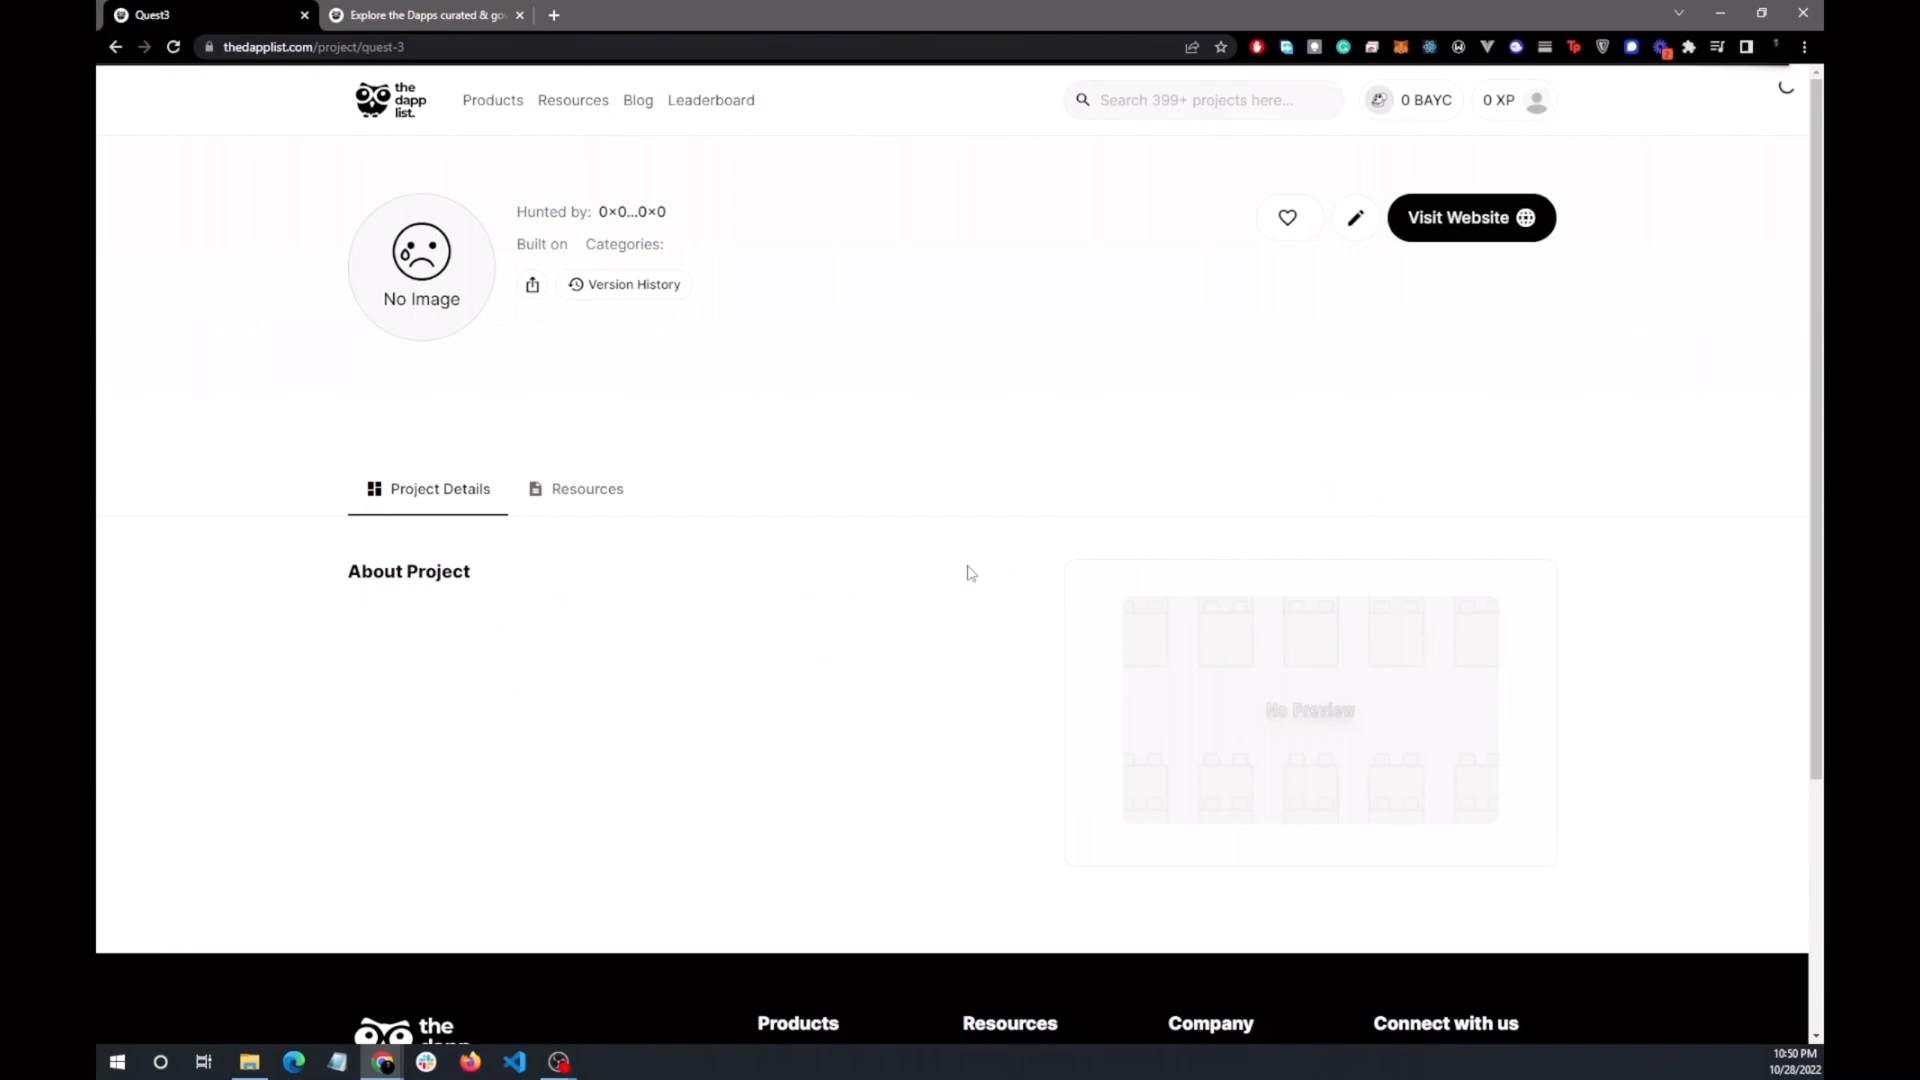 Quest3
Explore the Dapps curated & go
thedapplist.com/project/quest-3
the
dapp
list.
Products
Resources
Blog
Leaderboard
Search 399+ projects here...
0 BAYC
0 XP
No Image
Hunted by: 0×0...0×0
Built on
Categories:
Version History
Visit Website
Project Details
Resources
About Project
No Preview
the
Products
Resources
Company
Connect with us
10:50 PM
10/28/2022